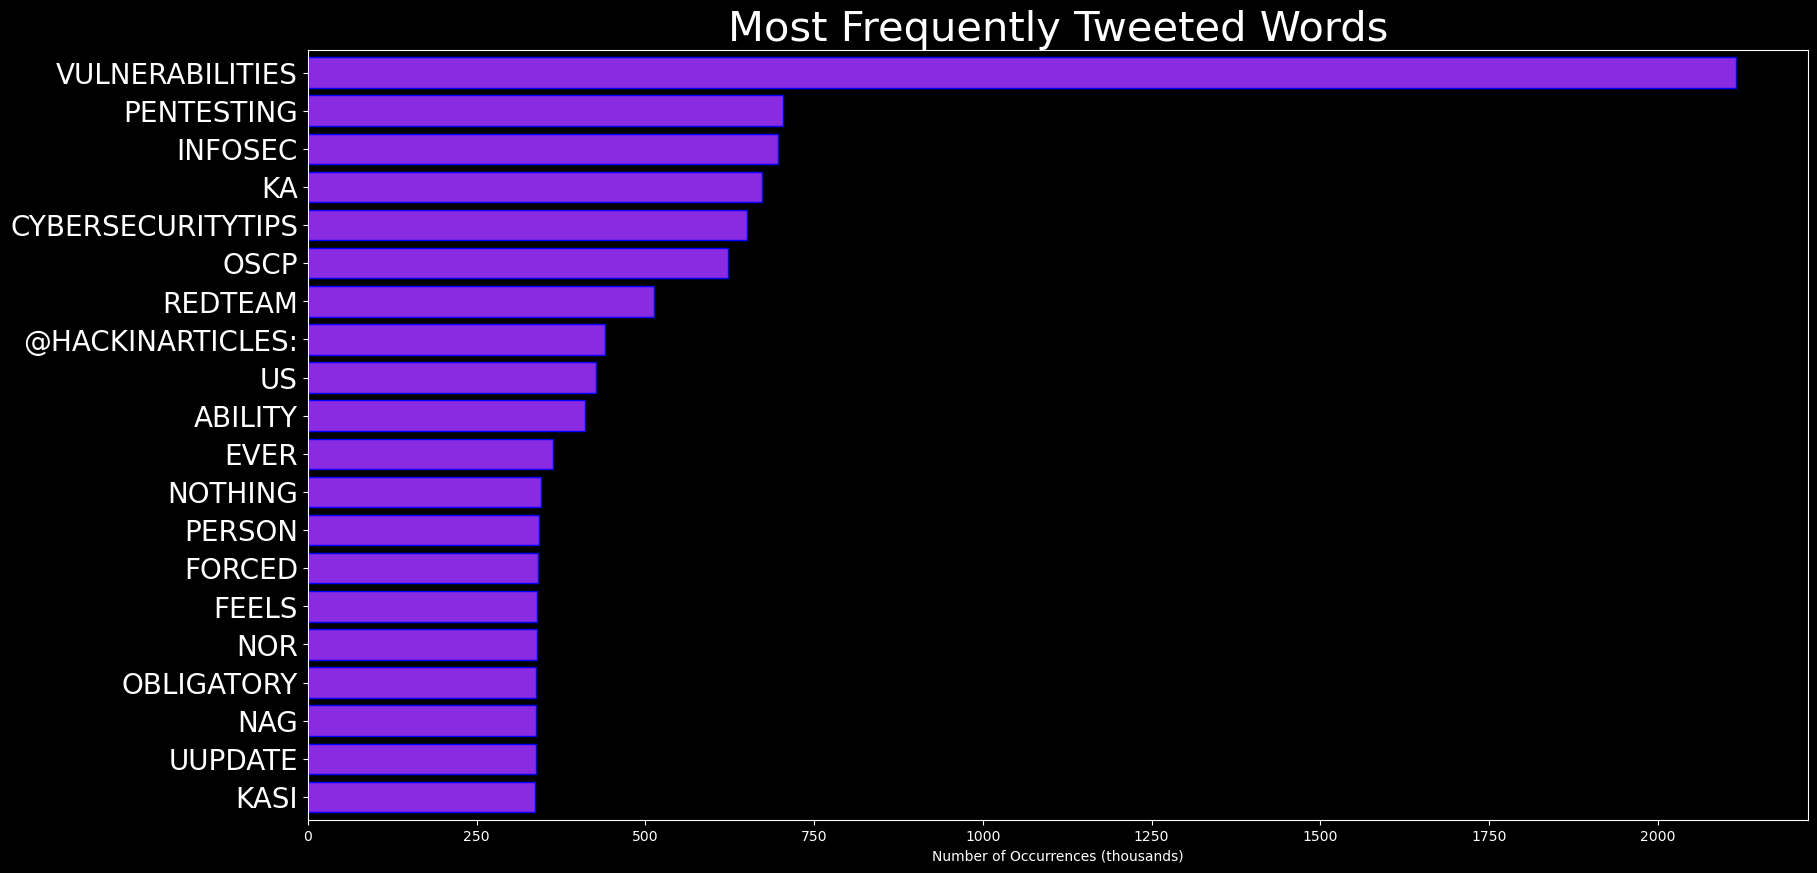 Most Frequently Tweeted Words
VULNERABILITIES
PENTESTING
INFOSEC
KA
CYBERSECURITYTIPS
OSCP
REDTEAM
@HACKINARTICLES:
US
ABILITY
EVER
NOTHING
PERSON
FORCED
FEELS
NOR
OBLIGATORY
NAG
UUPDATE
KASI
0 250 500 750 1000 1250 1500 1750 2000
Number of Occurrences (thousands)